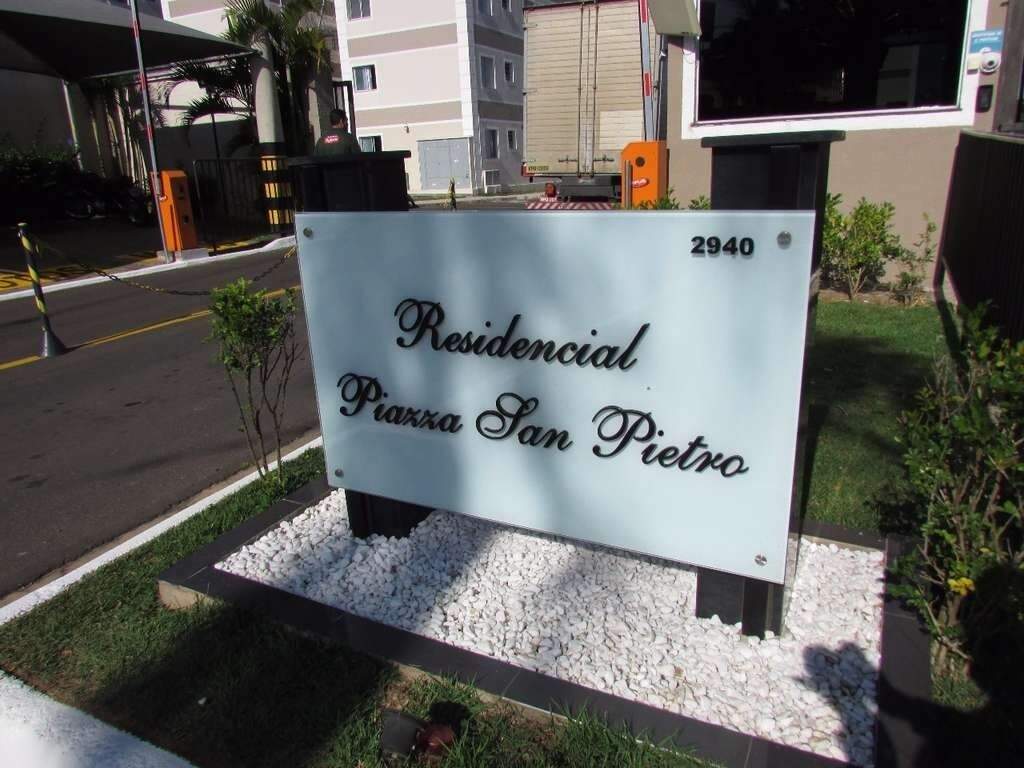 2940
Residencial
Piazza San Pietro